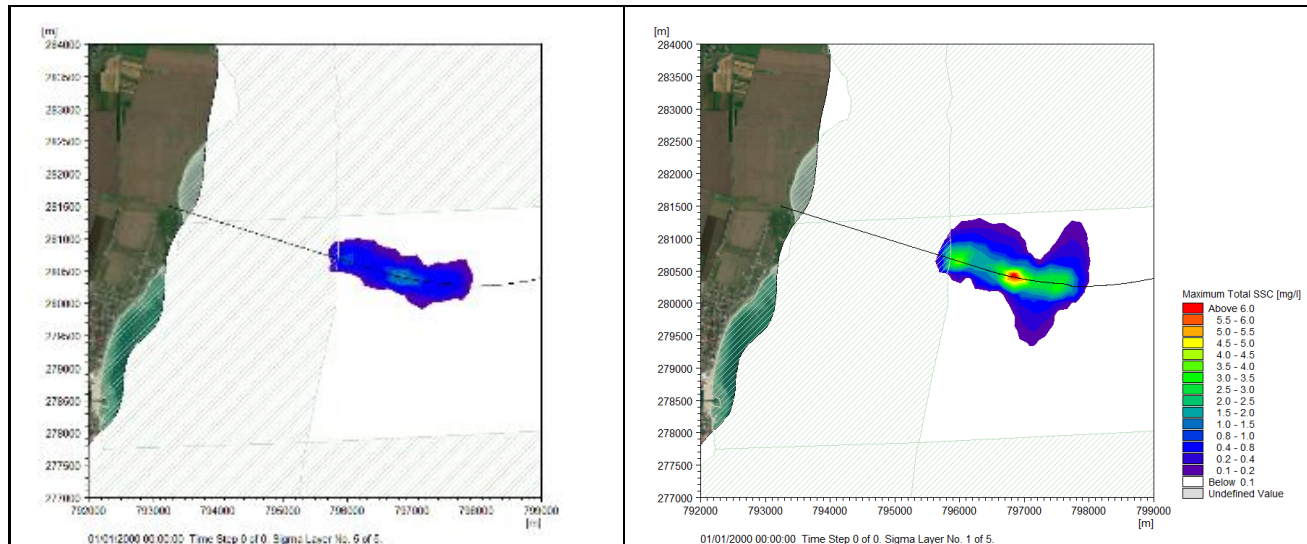 [m]
284000
283500
283000
282500
282000
281500
281000
280500
280000
279500
279000
278500
278000
277500
277000
792000 793000 794000 795000 796000 797000 798000 799000
[m]
01/01/2000 00:00:00 Time Step 0 of 0. Sigma Layer No. 5 of 5.
[m]
284000
283500
283000
282500
282000
281500
281000
280500
280000
279500
279000
278500
278000
277500
277000
792000 793000 794000 795000 796000 797000 798000 799000
[m]
01/01/2000 00:00:00 Time Step 0 of 0. Sigma Layer No. 1 of 5.
Maximum Total SSC [mg/l]
Above 6.0
5.5 - 6.0
5.0 - 5.5
4.5 - 5.0
4.0 - 4.5
3.5 - 4.0
3.0 - 3.5
2.5 - 3.0
2.0 - 2.5
1.5 - 2.0
1.0 - 1.5
0.8 - 1.0
0.4 - 0.8
0.2 - 0.4
0.1 - 0.2
Below 0.1
Undefined Value